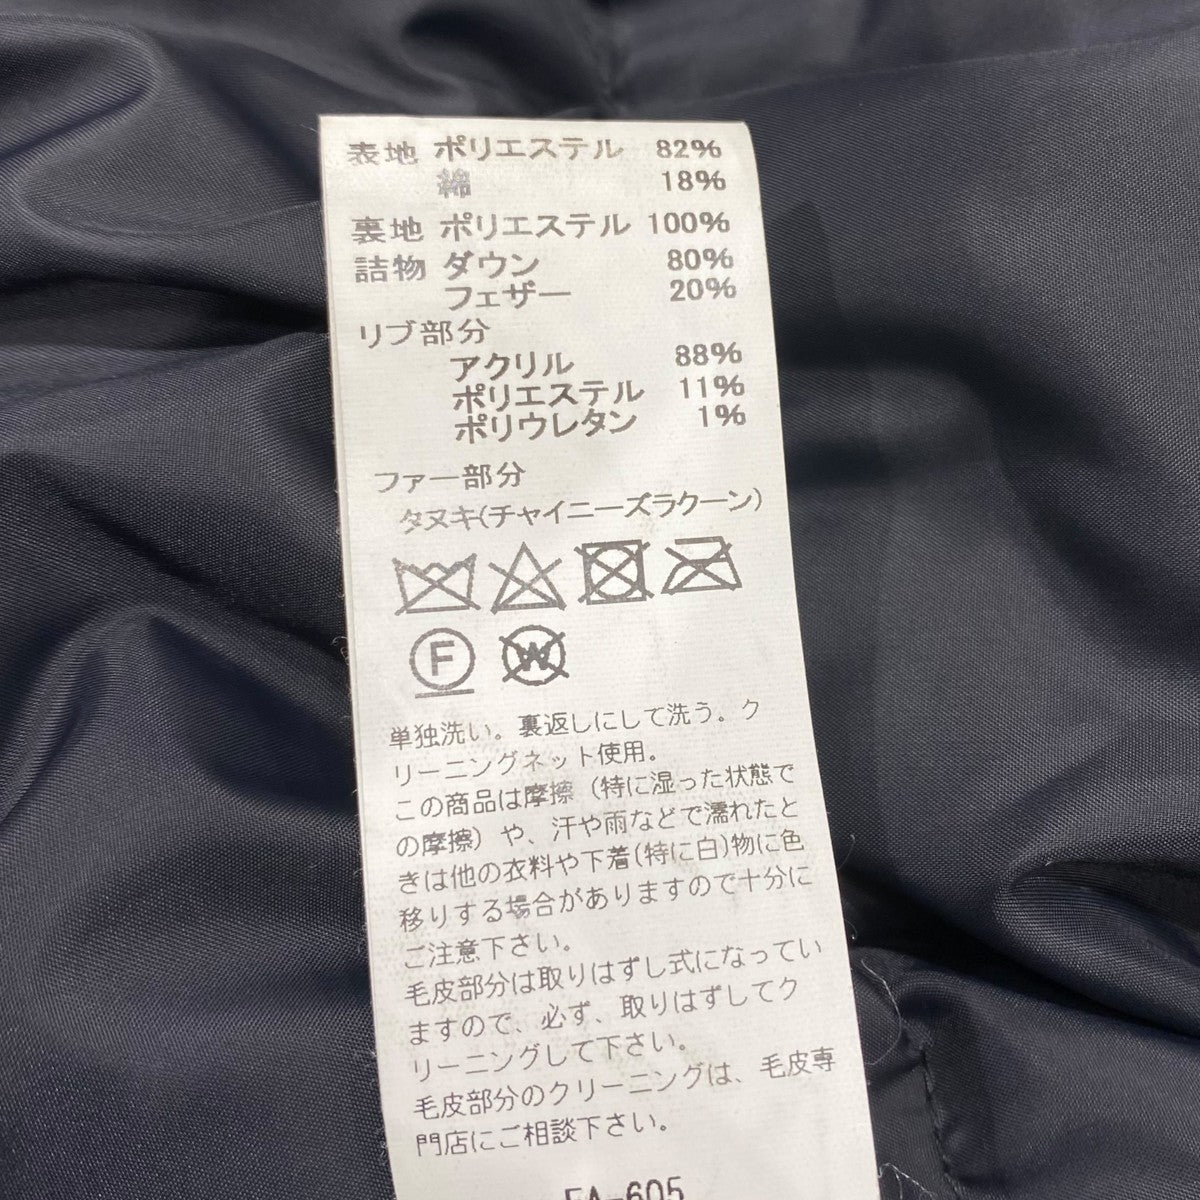 表地 ポリエステル 82%
綿 18%
裏地 ポリエステル 100%
詰物 ダウン 80%
フェザー 20%
リブ部分
アクリル 88%
ポリエステル 11%
ポリウレタン 1%
ファー部分
タヌキ(チャイニーズラクーン)
F W
単独洗い。裏返しにして洗う。ク
リーニングネット使用。
この商品は摩擦（特に湿った状態で
の摩擦）や、汗や雨などで濡れたと
きは他の衣料や下着(特に白)物に色
移りする場合がありますので十分に
ご注意下さい。
毛皮部分は取りはずし式になってい
ますので、必ず、取りはずしてク
リーニングして下さい。
毛皮部分のクリーニングは、毛皮専
門店にご相談下さい。
FA-605